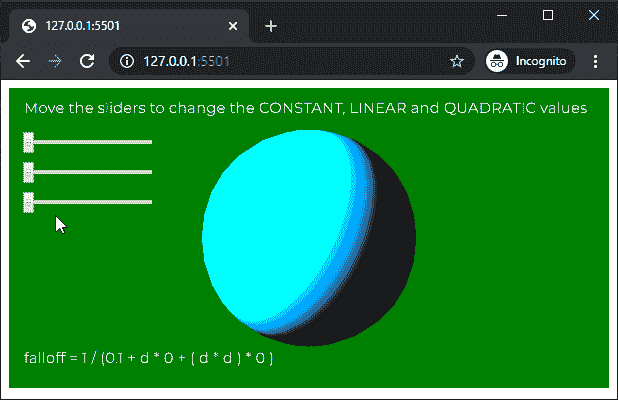 127.0.0.1:5501
127.0.0.1:5501
Incognito
Move the sliders to change the CONSTANT, LINEAR and QUADRATIC values
falloff = 1 / (0.1 + d * 0 + ( d * d ) * 0 )